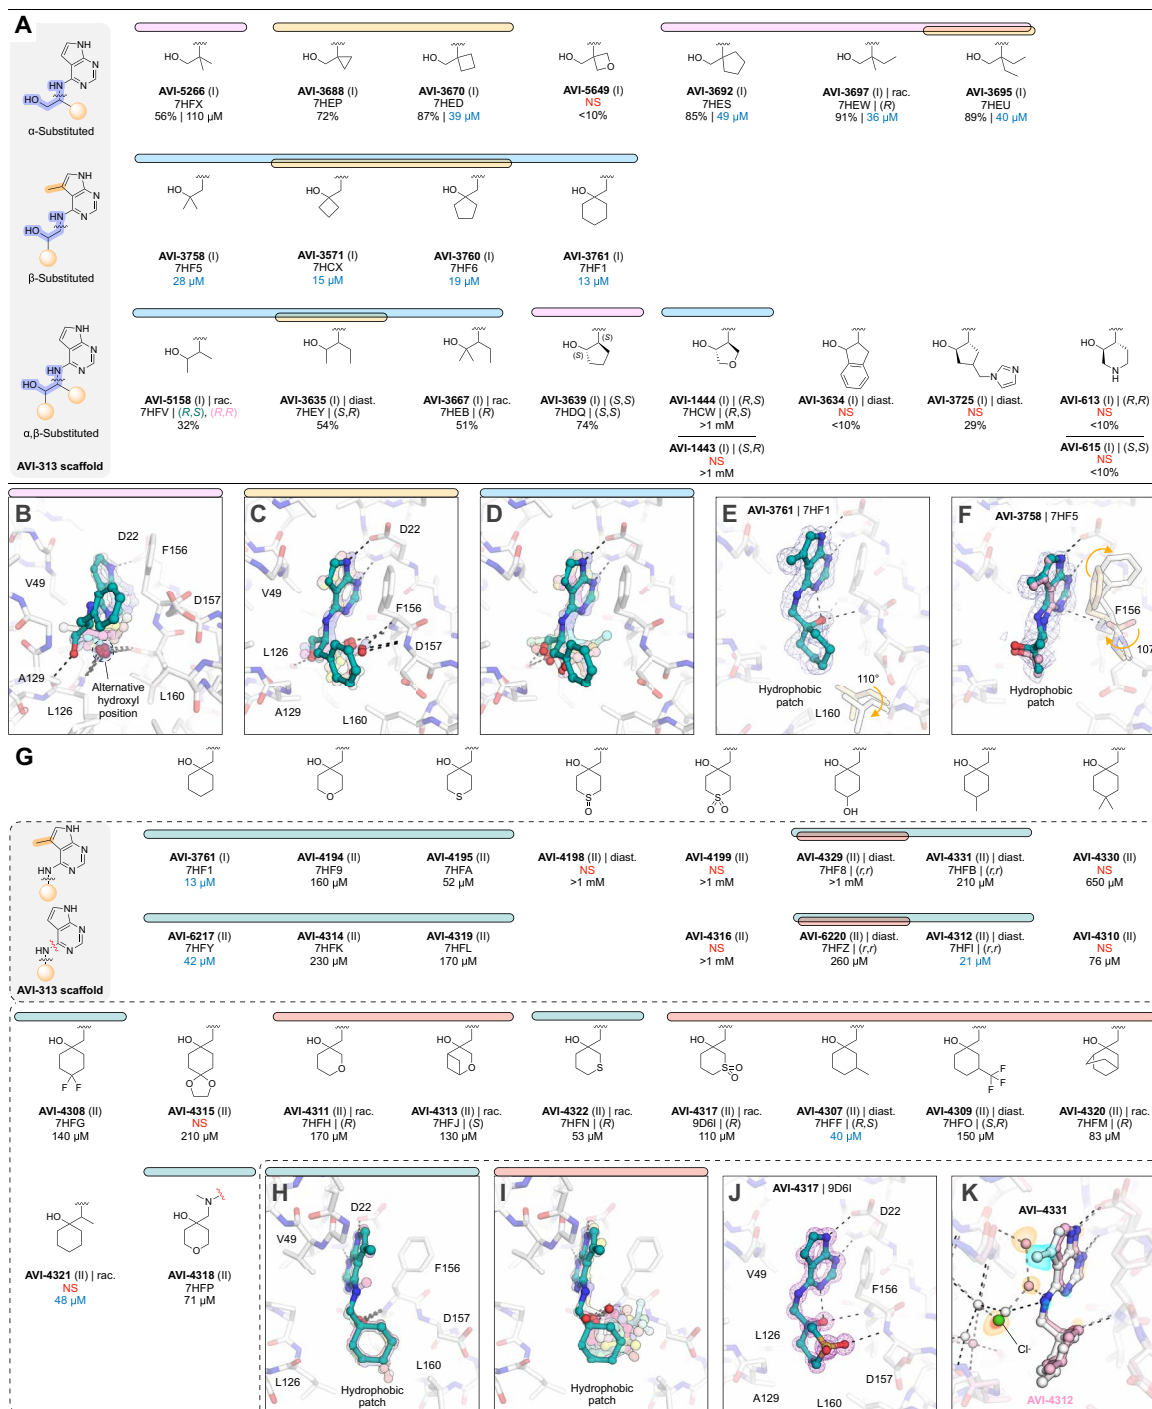 A
α-Substituted
AVI-5266 (I)
7HFX
56% | 110 µM
AVI-3688 (I)
7HEP
72%
AVI-3670 (I)
7HED
87% | 39 µM
AVI-5649 (I)
NS
<10%
AVI-3692 (I)
7HES
85% | 49 µM
AVI-3697 (I) | rac.
7HEW | (R)
91% | 36 µM
AVI-3695 (I)
7HEU
89% | 40 µM
β-Substituted
AVI-3758 (I)
7HF5
28 µM
AVI-3571 (I)
7HCX
15 µM
AVI-3760 (I)
7HF6
19 µM
AVI-3761 (I)
7HF1
13 µM
α,β-Substituted
AVI-313 scaffold
AVI-5158 (I) | rac.
7HFV | (R,S), (R,R)
32%
AVI-3635 (I) | diast.
7HEY | (S,R)
54%
AVI-3667 (I) | rac.
7HEB | (R)
51%
AVI-3639 (I) | (S,S)
7HDQ | (S,S)
74%
AVI-1444 (I) | (R,S)
7HCW | (R,S)
>1 mM
AVI-1443 (I) | (S,R)
NS
>1 mM
AVI-3634 (I) | diast.
NS
<10%
AVI-3725 (I) | diast.
NS
29%
AVI-613 (I) | (R,R)
NS
<10%
AVI-615 (I) | (S,S)
NS
<10%
B
D22
F156
V49
D157
A129
L126
L160
Alternative
hydroxyl
position
C
D22
V49
F156
L126
D157
A129
L160
D
E
AVI-3761 | 7HF1
110°
Hydrophobic
patch
L160
F
AVI-3758 | 7HF5
F156
107
Hydrophobic
patch
G
AVI-3761 (I)
7HF1
13 µM
AVI-4194 (II)
7HF9
160 µM
AVI-4195 (II)
7HFA
52 µM
AVI-4198 (II) | diast.
NS
>1 mM
AVI-4199 (II)
NS
>1 mM
AVI-4329 (II) | diast.
7HF8 | (r,r)
>1 mM
AVI-4331 (II) | diast.
7HFB | (r,r)
210 µM
AVI-4330 (II)
NS
650 µM
AVI-6217 (II)
7HFY
42 µM
AVI-4314 (II)
7HFK
230 µM
AVI-4319 (II)
7HFL
170 µM
AVI-4316 (II)
NS
>1 mM
AVI-6220 (II) | diast.
7HFZ | (r,r)
260 µM
AVI-4312 (II) | diast.
7HFI | (r,r)
21 µM
AVI-4310 (II)
NS
76 µM
AVI-313 scaffold
AVI-4308 (II)
7HFG
140 µM
AVI-4315 (II)
NS
210 µM
AVI-4311 (II) | rac.
7HFH | (R)
170 µM
AVI-4313 (II) | rac.
7HFJ | (S)
130 µM
AVI-4322 (II) | rac.
7HFN | (R)
53 µM
AVI-4317 (II) | rac.
9D6I | (R)
110 µM
AVI-4307 (II) | diast.
7HFF | (R,S)
40 µM
AVI-4309 (II) | diast.
7HFO | (S,R)
150 µM
AVI-4320 (II) | rac.
7HFM | (R)
83 µM
AVI-4321 (II) | rac.
NS
48 µM
AVI-4318 (II)
7HFP
71 µM
H
D22
V49
F156
D157
L160
L126
Hydrophobic
patch
I
Hydrophobic
patch
J
AVI-4317 | 9D6I
D22
V49
F156
L126
D157
A129
L160
K
AVI-4331
Cl-
AVI-4312